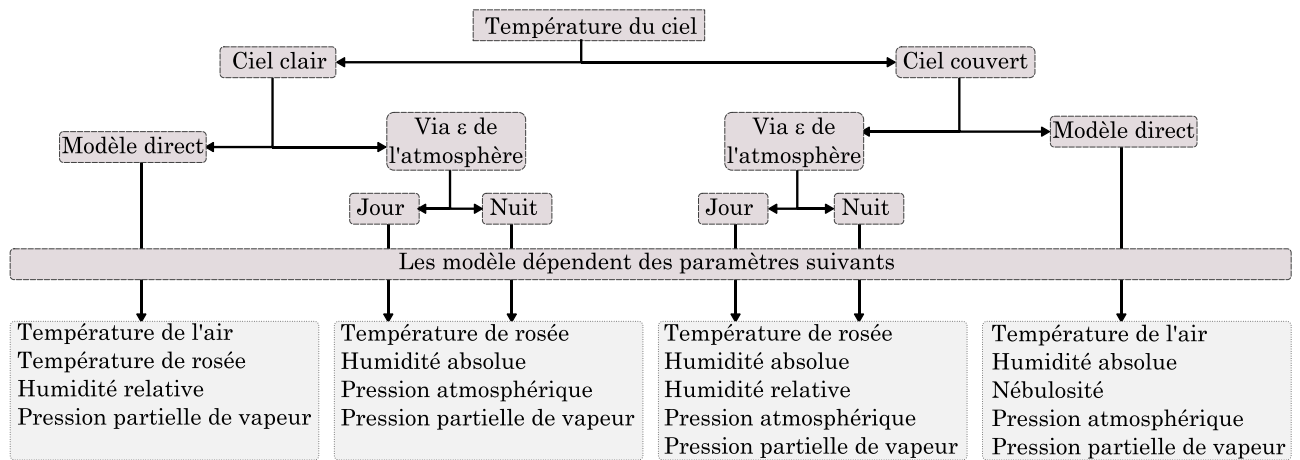 Température du ciel
Ciel clair
Ciel couvert
Modèle direct
Via ε de
l'atmosphère
Via ε de
l'atmosphère
Modèle direct
Jour
Nuit
Jour
Nuit
Les modèle dépendent des paramètres suivants
Température de l'air
Température de rosée
Humidité relative
Pression partielle de vapeur
Température de rosée
Humidité absolue
Pression atmosphérique
Pression partielle de vapeur
Température de rosée
Humidité absolue
Humidité relative
Pression atmosphérique
Pression partielle de vapeur
Température de l'air
Humidité absolue
Nébulosité
Pression atmosphérique
Pression partielle de vapeur